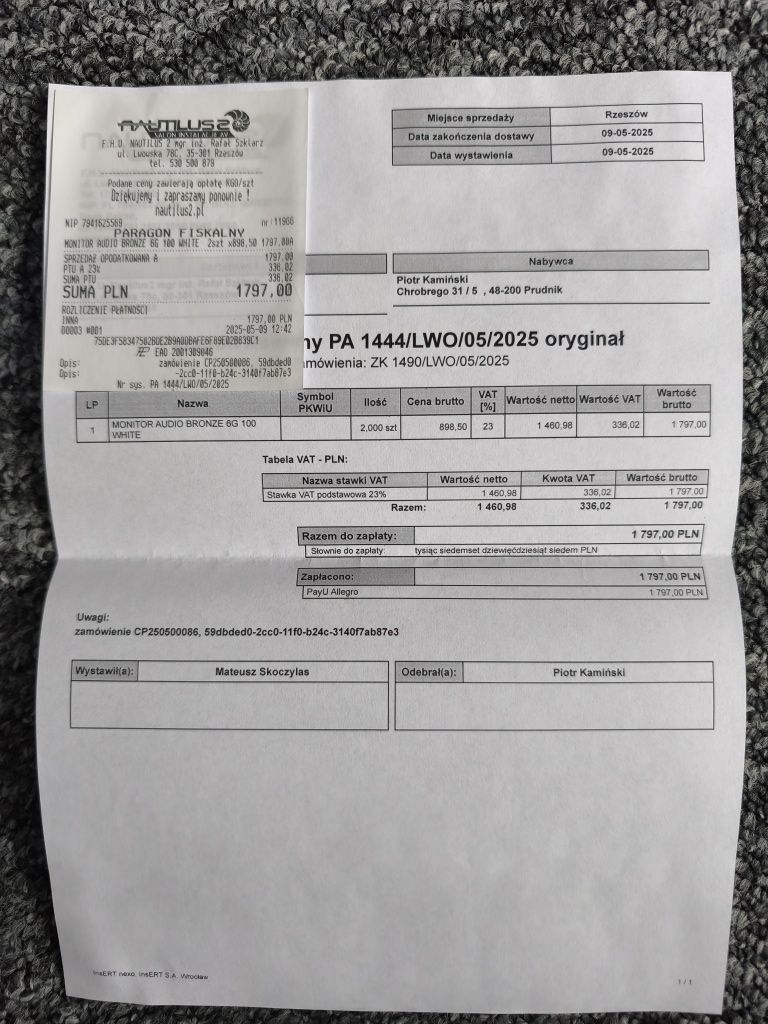 NAUTILUS 2
SALON INSTALACJE AV
F.H.U. NAUTILUS 2 mgr inż. Rafał Szklarz
ul. Lwowska 78C, 35-301 Rzeszów
tel. 530 500 879
Podane ceny zawierają opłatę KGO/szt
Dziękujemy i zapraszamy ponownie !
nautilus2.pl
NIP 7941625569 nr:11966
PARAGON FISKALNY
MONITOR AUDIO BRONZE 6G 100 WHITE 2szt x898,50 1797,00A
SPRZEDAŻ OPODATKOWANA A 1797,00
PTU A 23% 336,02
SUMA PTU 336,02
SUMA PLN 1797,00
ROZLICZENIE PŁATNOŚCI
INNA 1797,00 PLN
00003 #001 2025-05-09 12:42
EAO 2001309046
Opis: zamówienie CP250500086, 59dbded0
Opis: -2cc0-11f0-b24c-3140f7ab87e3
Nr sys. PA 1444/LWO/05/2025
Miejsce sprzedaży Rzeszów
Data zakończenia dostawy 09-05-2025
Data wystawienia 09-05-2025
Nabywca
Piotr Kamiński
Chrobrego 31 / 5 , 48-200 Prudnik
ny PA 1444/LWO/05/2025 oryginał
amówienia: ZK 1490/LWO/05/2025
LP Nazwa Symbol PKWiU Ilość Cena brutto VAT [%] Wartość netto Wartość VAT Wartość brutto
1 MONITOR AUDIO BRONZE 6G 100 WHITE 2,000 szt 898,50 23 1 460,98 336,02 1 797,00
Tabela VAT - PLN:
Nazwa stawki VAT Wartość netto Kwota VAT Wartość brutto
Stawka VAT podstawowa 23% 1 460,98 336,02 1 797,00
Razem: 1 460,98 336,02 1 797,00
Razem do zapłaty: 1 797,00 PLN
Słownie do zapłaty: tysiąc siedemset dziewięćdziesiąt siedem PLN
Zapłacono: 1 797,00 PLN
PayU Allegro 1 797,00 PLN
Uwagi:
zamówienie CP250500086, 59dbded0-2cc0-11f0-b24c-3140f7ab87e3
Wystawił(a): Mateusz Skoczylas
Odebrał(a): Piotr Kamiński
InsERT nexo, InsERT S.A. Wrocław
1 / 1